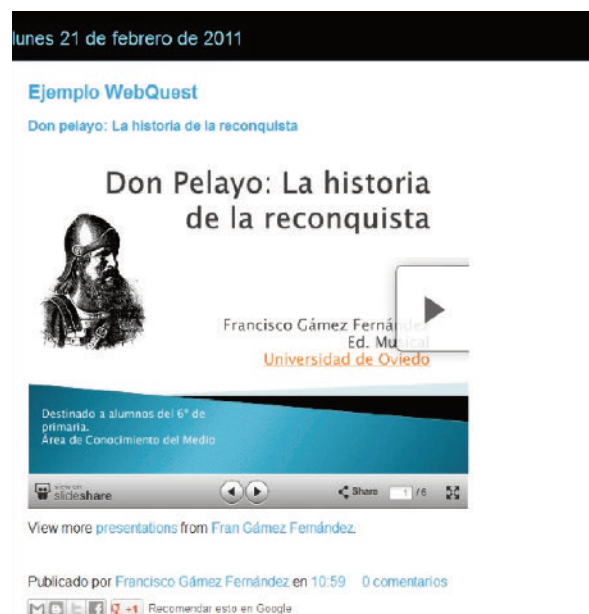 lunes 21 de febrero de 2011
Ejemplo WebQuest
Don pelayo: La historia de la reconquista
Don Pelayo: La historia
de la reconquista
Francisco Gámez Fernández
Ed. Musical
Universidad de Oviedo
Destinado a alumnos del 6º de
primaria.
Área de Conocimiento del Medio
view on
slideshare
Share 1 / 6
View more presentations from Fran Gámez Fernández.
Publicado por Francisco Gámez Fernández en 10:59 0 comentarios
+1 Recomendar esto en Google